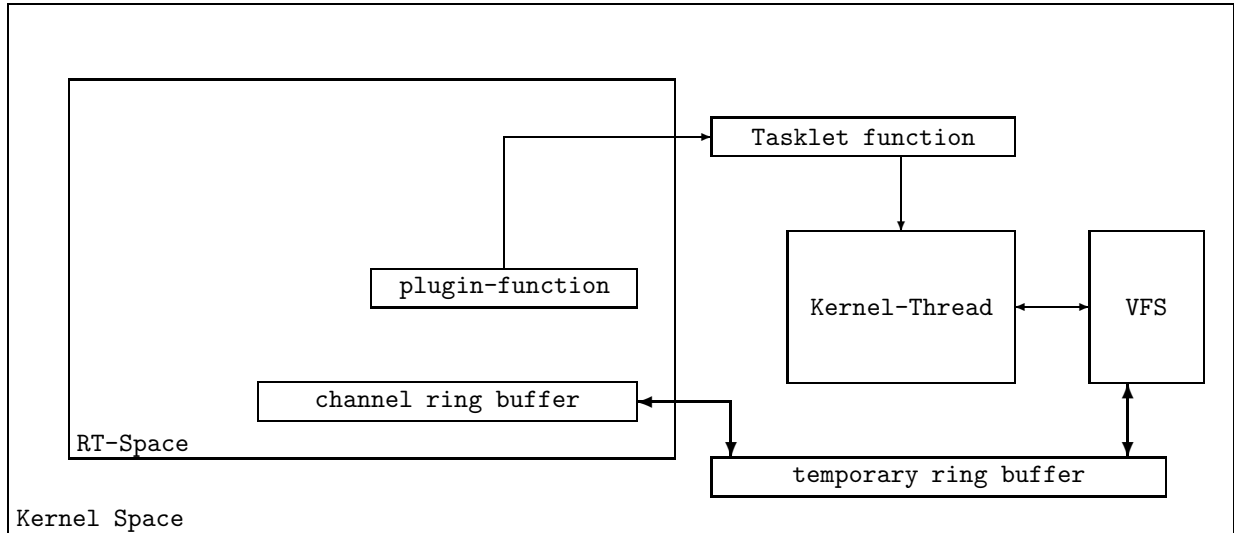 Tasklet function
plugin-function
Kernel-Thread
VFS
channel ring buffer
RT-Space
temporary ring buffer
Kernel Space